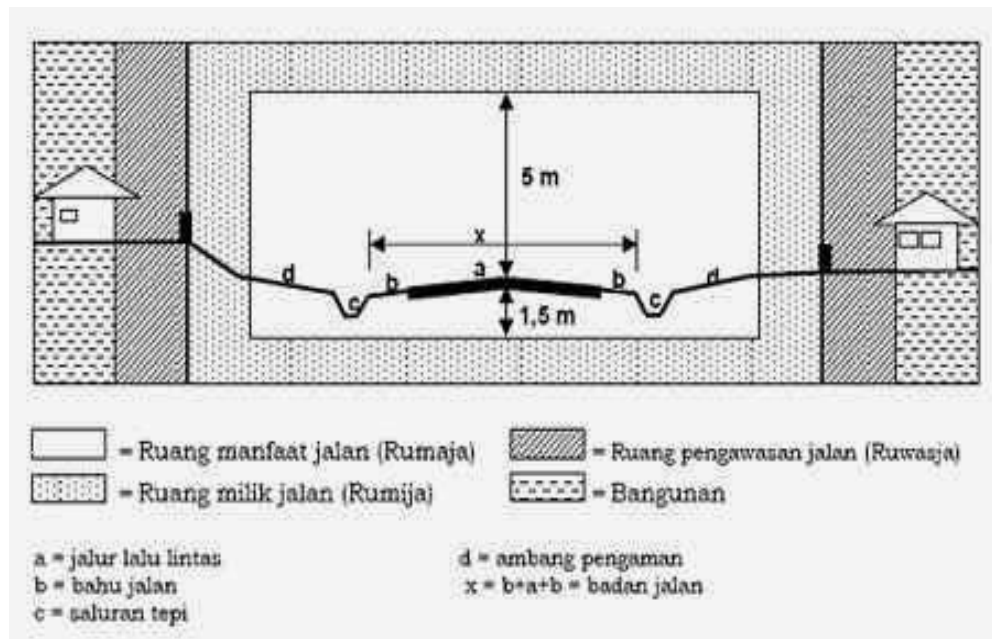 5 m
x
a
b
b
d
d
c
c
1,5 m
= Ruang manfaat jalan (Rumaja)
= Ruang pengawasan jalan (Ruwasja)
= Ruang milik jalan (Rumija)
= Bangunan
a = jalur lalu lintas
d = ambang pengaman
b = bahu jalan
x = b+a+b = badan jalan
c = saluran tepi